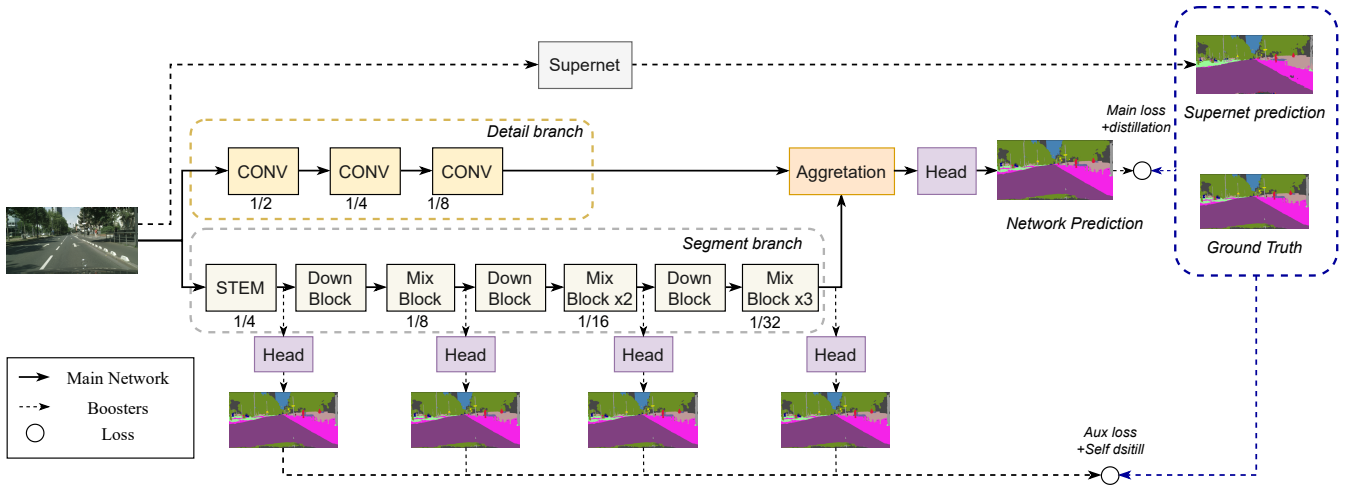 Supernet
Supernet prediction
Main loss
+distillation
Detail branch
CONV
CONV
CONV
1/2
1/4
1/8
Aggretation
Head
Network Prediction
Ground Truth
Segment branch
STEM
Down
Block
Mix
Block
Down
Block
Mix
Block x2
Down
Block
Mix
Block x3
1/4
1/8
1/16
1/32
Head
Head
Head
Head
Main Network
Boosters
Loss
Aux loss
+Self dsitill